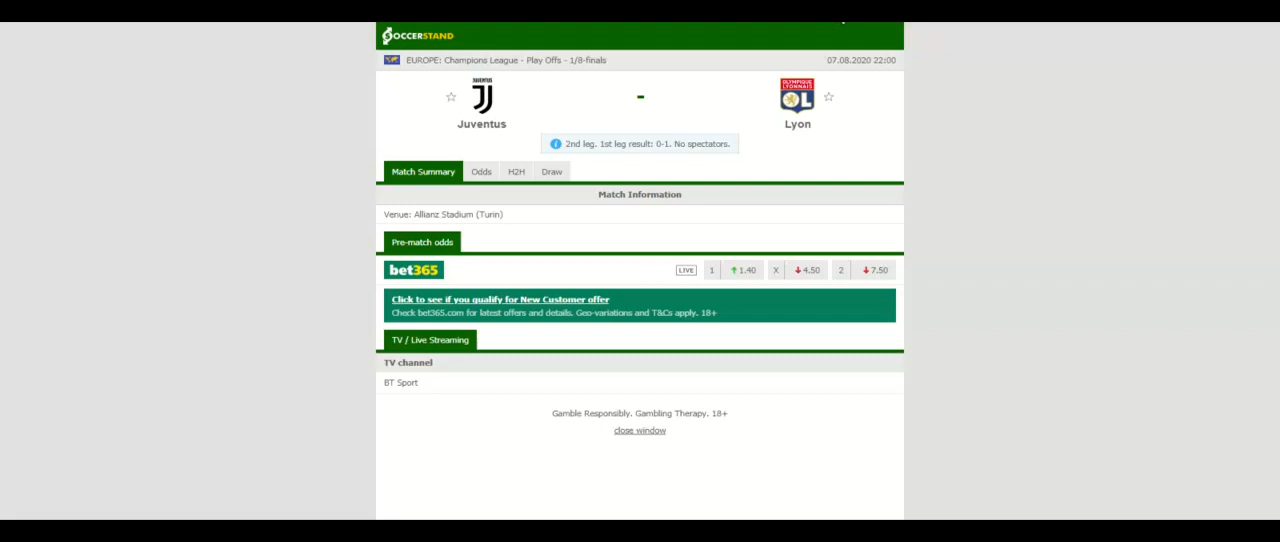 SOCCERSTAND
EUROPE: Champions League - Play Offs - 1/8-finals 07.08.2020 22:00
JUVENTUS
OLYMPIQUE
LYONNAIS
OL
Juventus Lyon
-
2nd leg. 1st leg result: 0-1. No spectators.
Match Summary Odds H2H Draw
Match Information
Venue: Allianz Stadium (Turin)
Pre-match odds
bet365 LIVE 1 1.40 X 4.50 2 7.50
Click to see if you qualify for New Customer offer
Check bet365.com for latest offers and details. Geo-variations and T&Cs apply. 18+
TV / Live Streaming
TV channel
BT Sport
Gamble Responsibly. Gambling Therapy. 18+
close window